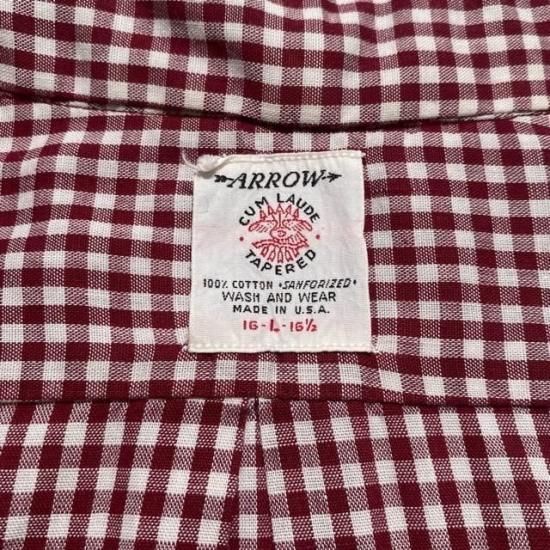 ARROW
CUM LAUDE
TAPERED
100% COTTON • SANFORIZED •
WASH AND WEAR
MADE IN U.S.A.
16-L-16½